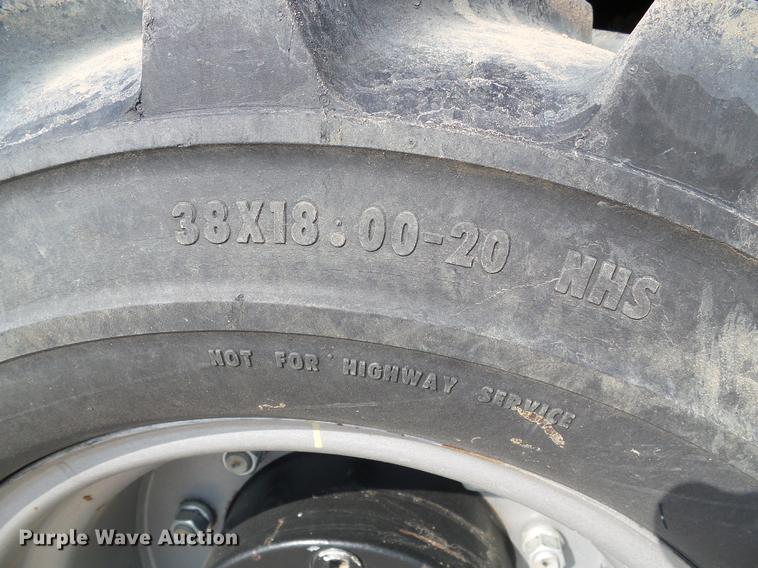 38X18.00-20 NHS
NOT FOR HIGHWAY SERVICE
Purple Wave Auction®